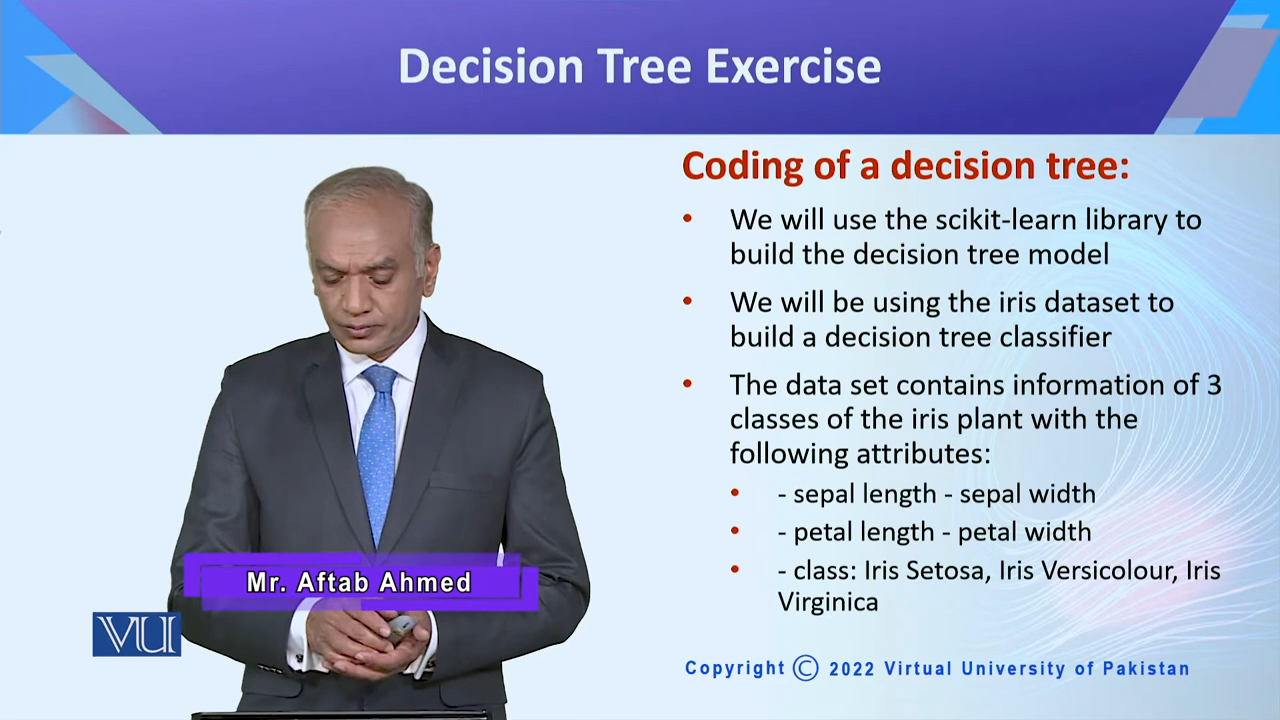 Decision Tree Exercise
Coding of a decision tree:
• We will use the scikit-learn library to
build the decision tree model
• We will be using the iris dataset to
build a decision tree classifier
• The data set contains information of 3
classes of the iris plant with the
following attributes:
• - sepal length - sepal width
• - petal length - petal width
• - class: Iris Setosa, Iris Versicolour, Iris
Virginica
Mr. Aftab Ahmed
VU
Copyright © 2022 Virtual University of Pakistan